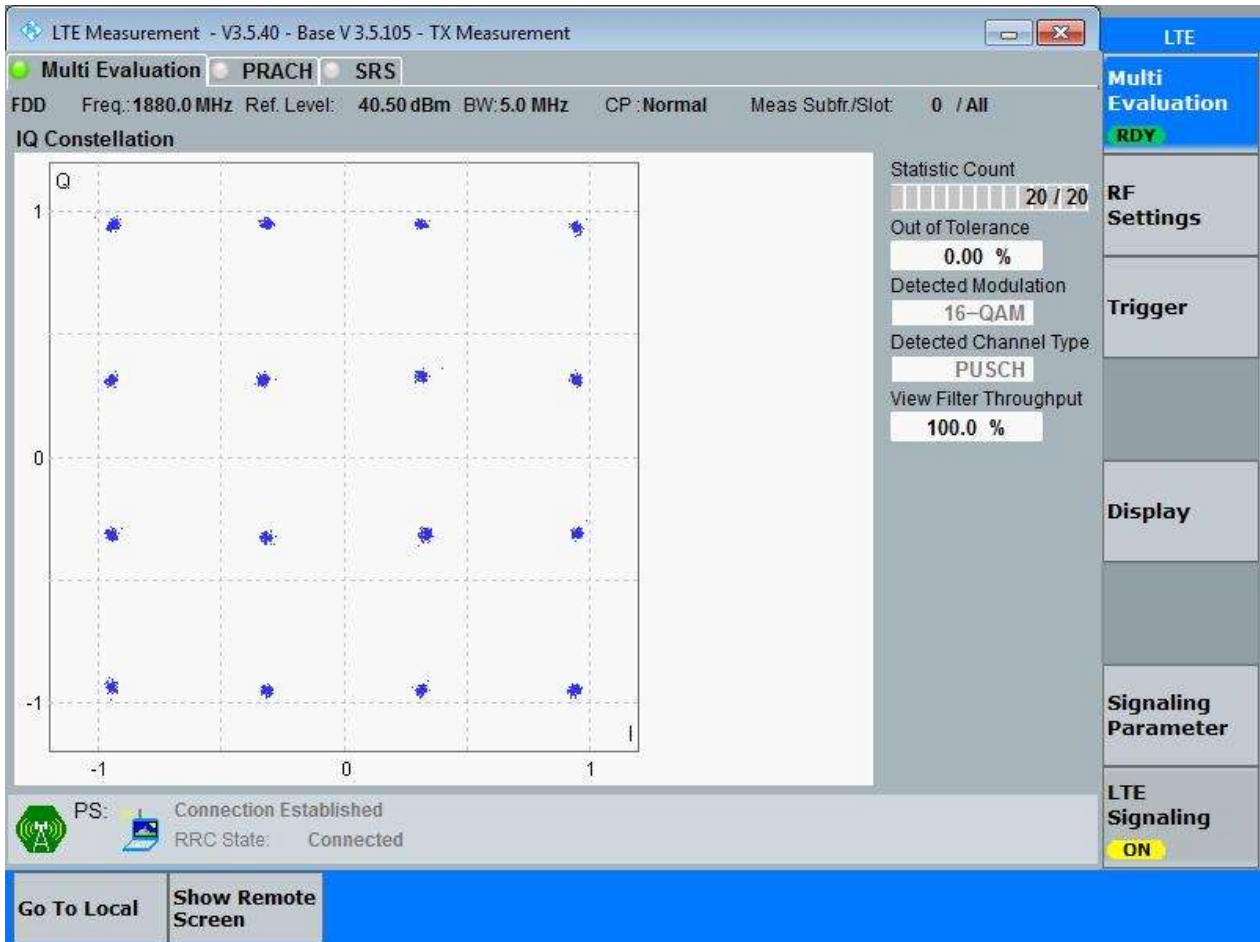 LTE Measurement - V3.5.40 - Base V 3.5.105 - TX Measurement
LTE
Multi Evaluation PRACH SRS
Multi
Evaluation
RDY
FDD Freq.: 1880.0 MHz Ref. Level: 40.50 dBm BW: 5.0 MHz CP : Normal Meas Subfr./Slot: 0 / All
IQ Constellation
Q
1
0
-1
I
-1 0 1
Statistic Count
20 / 20
Out of Tolerance
0.00 %
Detected Modulation
16-QAM
Detected Channel Type
PUSCH
View Filter Throughput
100.0 %
RF
Settings
Trigger
Display
Signaling
Parameter
LTE
Signaling
ON
PS: Connection Established
RRC State: Connected
Go To Local
Show Remote
Screen